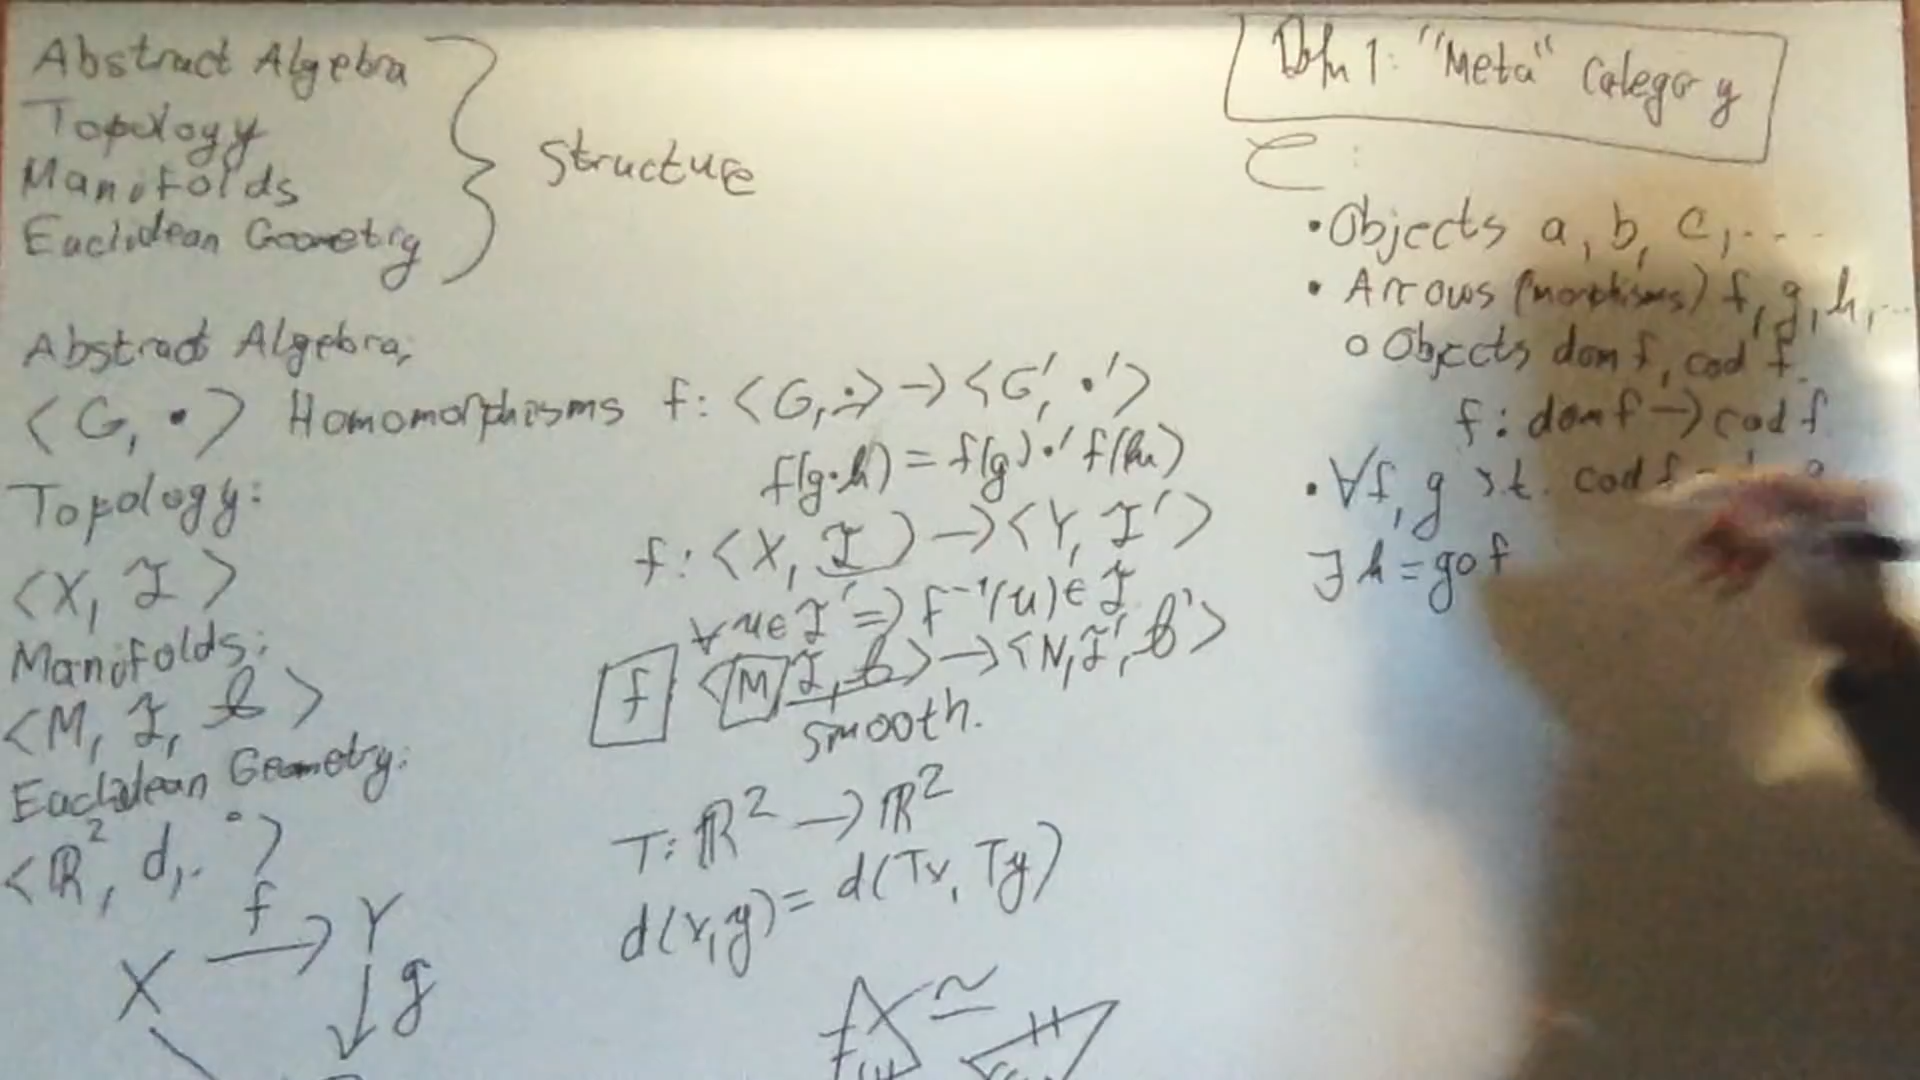 Abstract Algebra
Topology
Manifolds
Euclidean Geometry
Structure
Abstract Algebra,
<G, •> Homomorphisms f: <G, •> → <G', •'>
f(g·h) = f(g) •' f(h)
Topology:
<X, ℐ>
f: <X, ℐ> → <Y, ℐ'>
∀u∈ℐ' ⇒ f⁻¹(u) ∈ ℐ
Manifolds:
<M, ℐ, 𝓑>
f <M, ℐ, 𝓑> → <N, ℐ', 𝓑'>
smooth.
Euclidean Geometry:
<ℝ², d, °>
T: ℝ² → ℝ²
d(x,y) = d(Tx, Ty)
X f Y
g
≅
Dfn 1: "Meta" Category
C:
•Objects a, b, c, ...
• Arrows (morphisms) f, g, h, ...
o Objects dom f, cod f.
f: dom f → cod f
• ∀f, g s.t. cod f
∃ h = g∘f